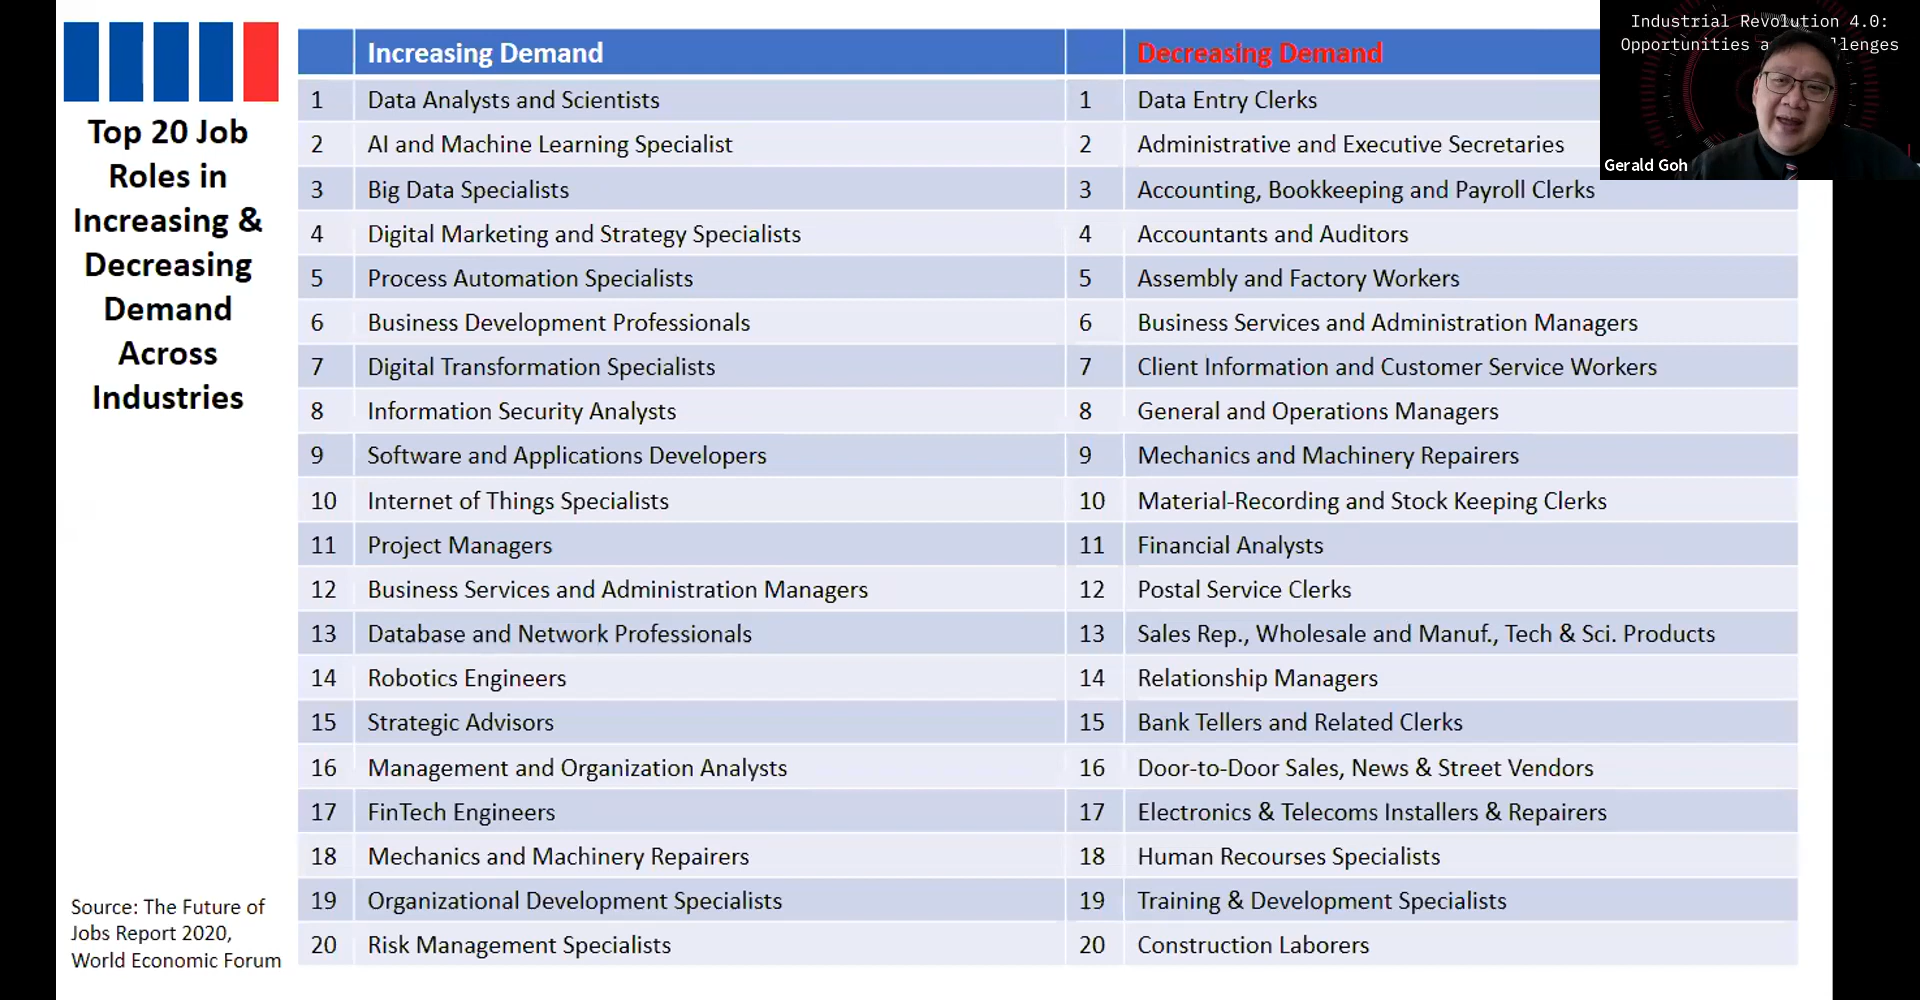 Top 20 Job
Roles in
Increasing &
Decreasing
Demand
Across
Industries
Source: The Future of
Jobs Report 2020,
World Economic Forum
Increasing Demand
1 Data Analysts and Scientists
2 AI and Machine Learning Specialist
3 Big Data Specialists
4 Digital Marketing and Strategy Specialists
5 Process Automation Specialists
6 Business Development Professionals
7 Digital Transformation Specialists
8 Information Security Analysts
9 Software and Applications Developers
10 Internet of Things Specialists
11 Project Managers
12 Business Services and Administration Managers
13 Database and Network Professionals
14 Robotics Engineers
15 Strategic Advisors
16 Management and Organization Analysts
17 FinTech Engineers
18 Mechanics and Machinery Repairers
19 Organizational Development Specialists
20 Risk Management Specialists
Decreasing Demand
1 Data Entry Clerks
2 Administrative and Executive Secretaries
3 Accounting, Bookkeeping and Payroll Clerks
4 Accountants and Auditors
5 Assembly and Factory Workers
6 Business Services and Administration Managers
7 Client Information and Customer Service Workers
8 General and Operations Managers
9 Mechanics and Machinery Repairers
10 Material-Recording and Stock Keeping Clerks
11 Financial Analysts
12 Postal Service Clerks
13 Sales Rep., Wholesale and Manuf., Tech & Sci. Products
14 Relationship Managers
15 Bank Tellers and Related Clerks
16 Door-to-Door Sales, News & Street Vendors
17 Electronics & Telecoms Installers & Repairers
18 Human Recourses Specialists
19 Training & Development Specialists
20 Construction Laborers
Industrial Revolution 4.0:
Opportunities
Gerald Goh